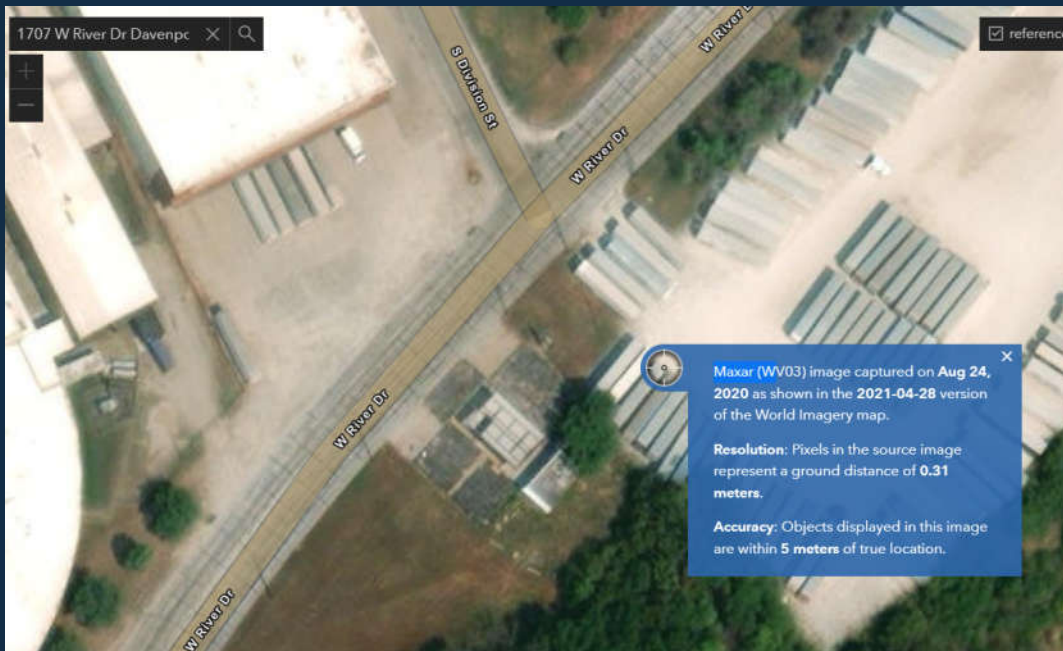 1707 W River Dr Davenpc
reference
+
−
W River D
S Division St
W River Dr
W River Dr
W River Dr
Maxar (WV03) image captured on Aug 24,
2020 as shown in the 2021-04-28 version
of the World Imagery map.
Resolution: Pixels in the source image
represent a ground distance of 0.31
meters.
Accuracy: Objects displayed in this image
are within 5 meters of true location.